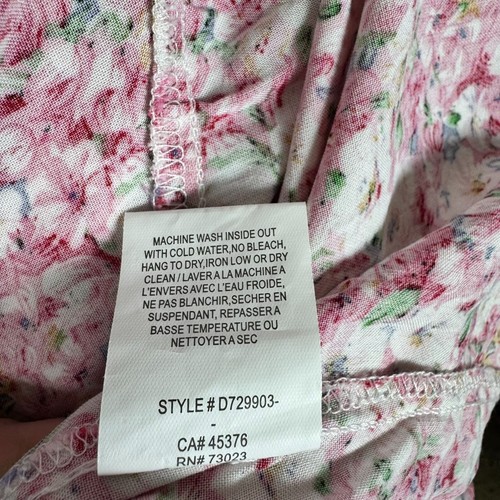 MACHINE WASH INSIDE OUT
WITH COLD WATER,NO BLEACH,
HANG TO DRY,IRON LOW OR DRY
CLEAN / LAVER A LA MACHINE A
L'ENVERS AVEC L'EAU FROIDE,
NE PAS BLANCHIR,SECHER EN
SUSPENDANT, REPASSER A
BASSE TEMPERATURE OU
NETTOYER A SEC
STYLE # D729903-
-
CA# 45376
RN# 73023